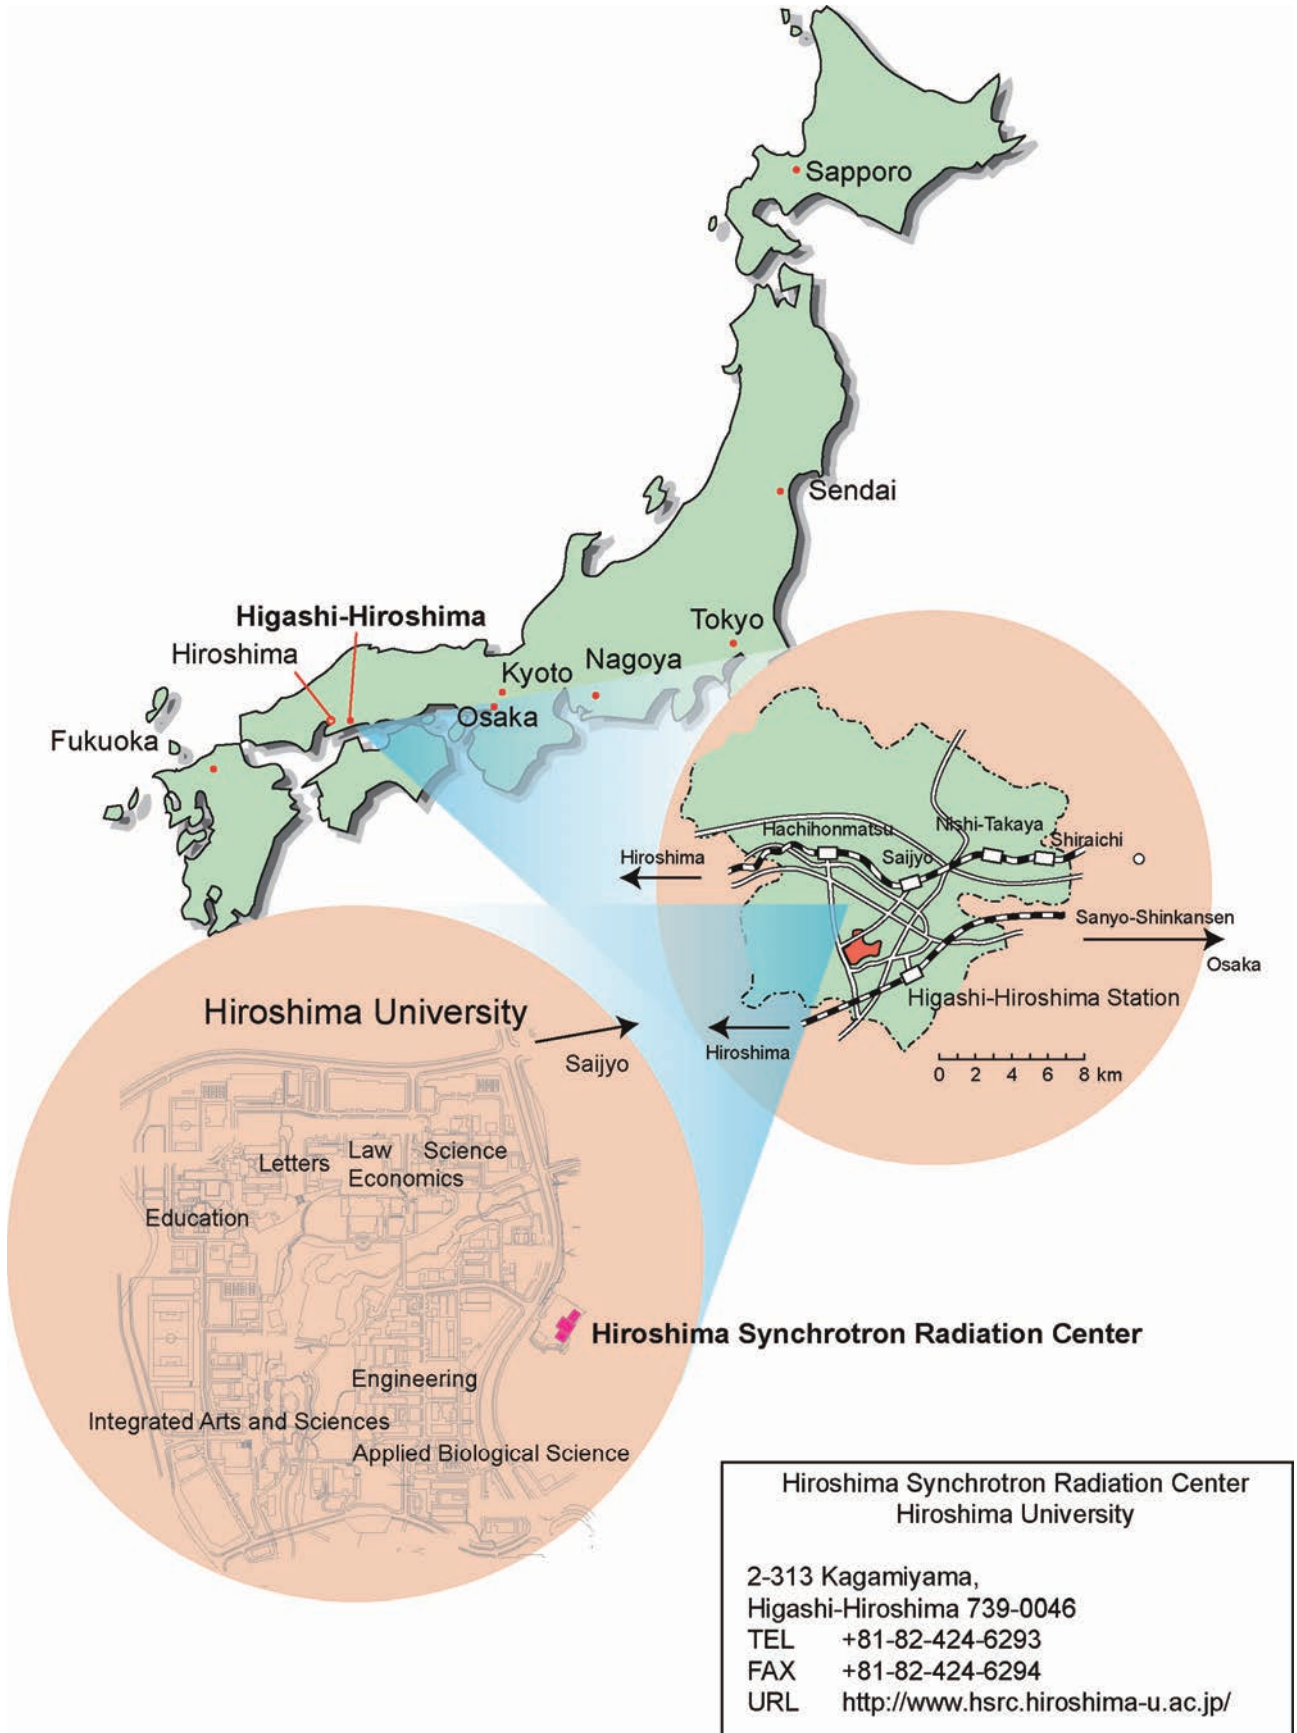 Sapporo
Sendai
Higashi-Hiroshima
Hiroshima
Tokyo
Kyoto
Nagoya
Osaka
Fukuoka
Hachihonmatsu
Nishi-Takaya
Shiraichi
Saijyo
Hiroshima
Sanyo-Shinkansen
Osaka
Higashi-Hiroshima Station
Hiroshima
0 2 4 6 8 km
Hiroshima University
Saijyo
Letters
Law
Economics
Science
Education
Hiroshima Synchrotron Radiation Center
Engineering
Integrated Arts and Sciences
Applied Biological Science
Hiroshima Synchrotron Radiation Center
Hiroshima University
2-313 Kagamiyama,
Higashi-Hiroshima 739-0046
TEL +81-82-424-6293
FAX +81-82-424-6294
URL http://www.hsrc.hiroshima-u.ac.jp/